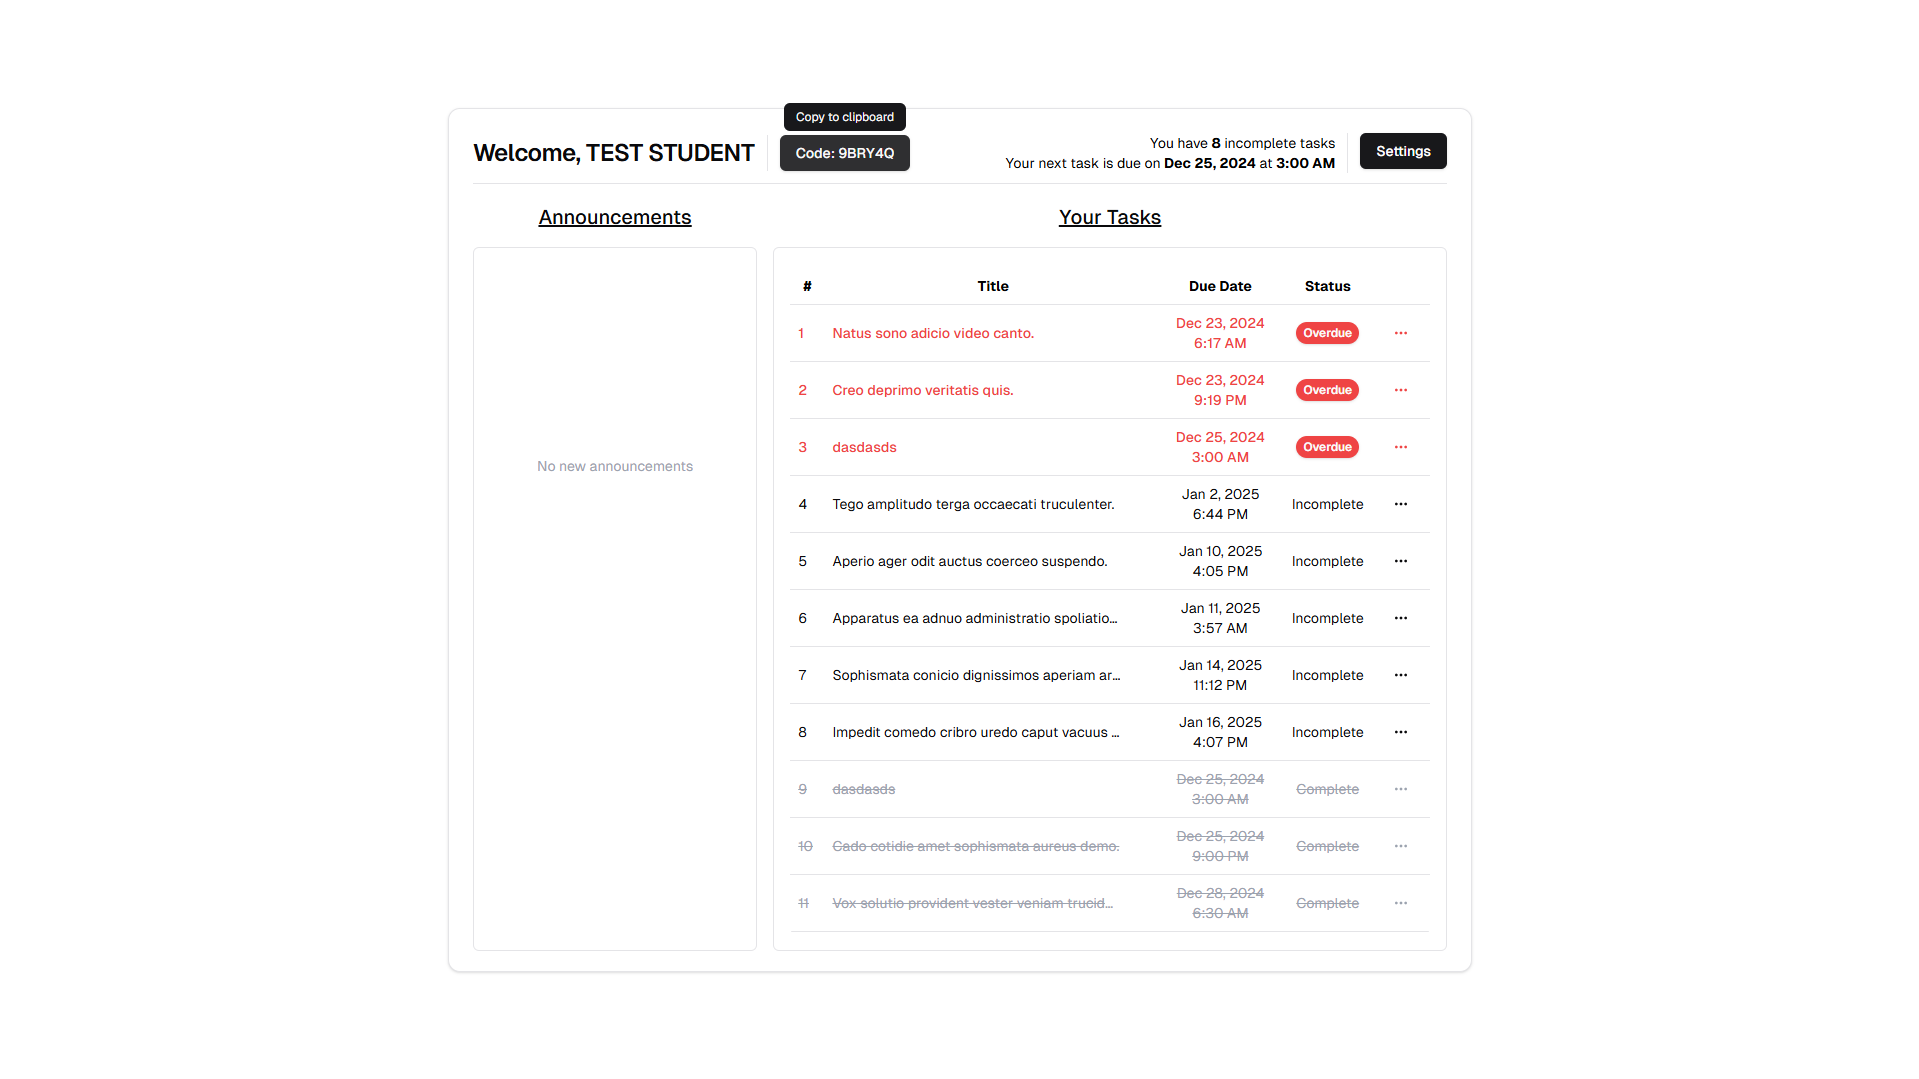 Copy to clipboard
Welcome, TEST STUDENT
Code: 9BRY4Q
You have 8 incomplete tasks
Your next task is due on Dec 25, 2024 at 3:00 AM
Settings
Announcements
No new announcements
Your Tasks
# Title Due Date Status
1 Natus sono adicio video canto. Dec 23, 2024 Overdue
6:17 AM
2 Creo deprimo veritatis quis. Dec 23, 2024 Overdue
9:19 PM
3 dasdasds Dec 25, 2024 Overdue
3:00 AM
4 Tego amplitudo terga occaecati truculenter. Jan 2, 2025 Incomplete
6:44 PM
5 Aperio ager odit auctus coerceo suspendo. Jan 10, 2025 Incomplete
4:05 PM
6 Apparatus ea adnuo administratio spoliatio... Jan 11, 2025 Incomplete
3:57 AM
7 Sophismata conicio dignissimos aperiam ar... Jan 14, 2025 Incomplete
11:12 PM
8 Impedit comedo cribro uredo caput vacuus ... Jan 16, 2025 Incomplete
4:07 PM
9 dasdasds Dec 25, 2024 Complete
3:00 AM
10 Cado cotidie amet sophismata aureus demo. Dec 25, 2024 Complete
9:00 PM
11 Vox solutio provident vester veniam trucid... Dec 28, 2024 Complete
6:30 AM